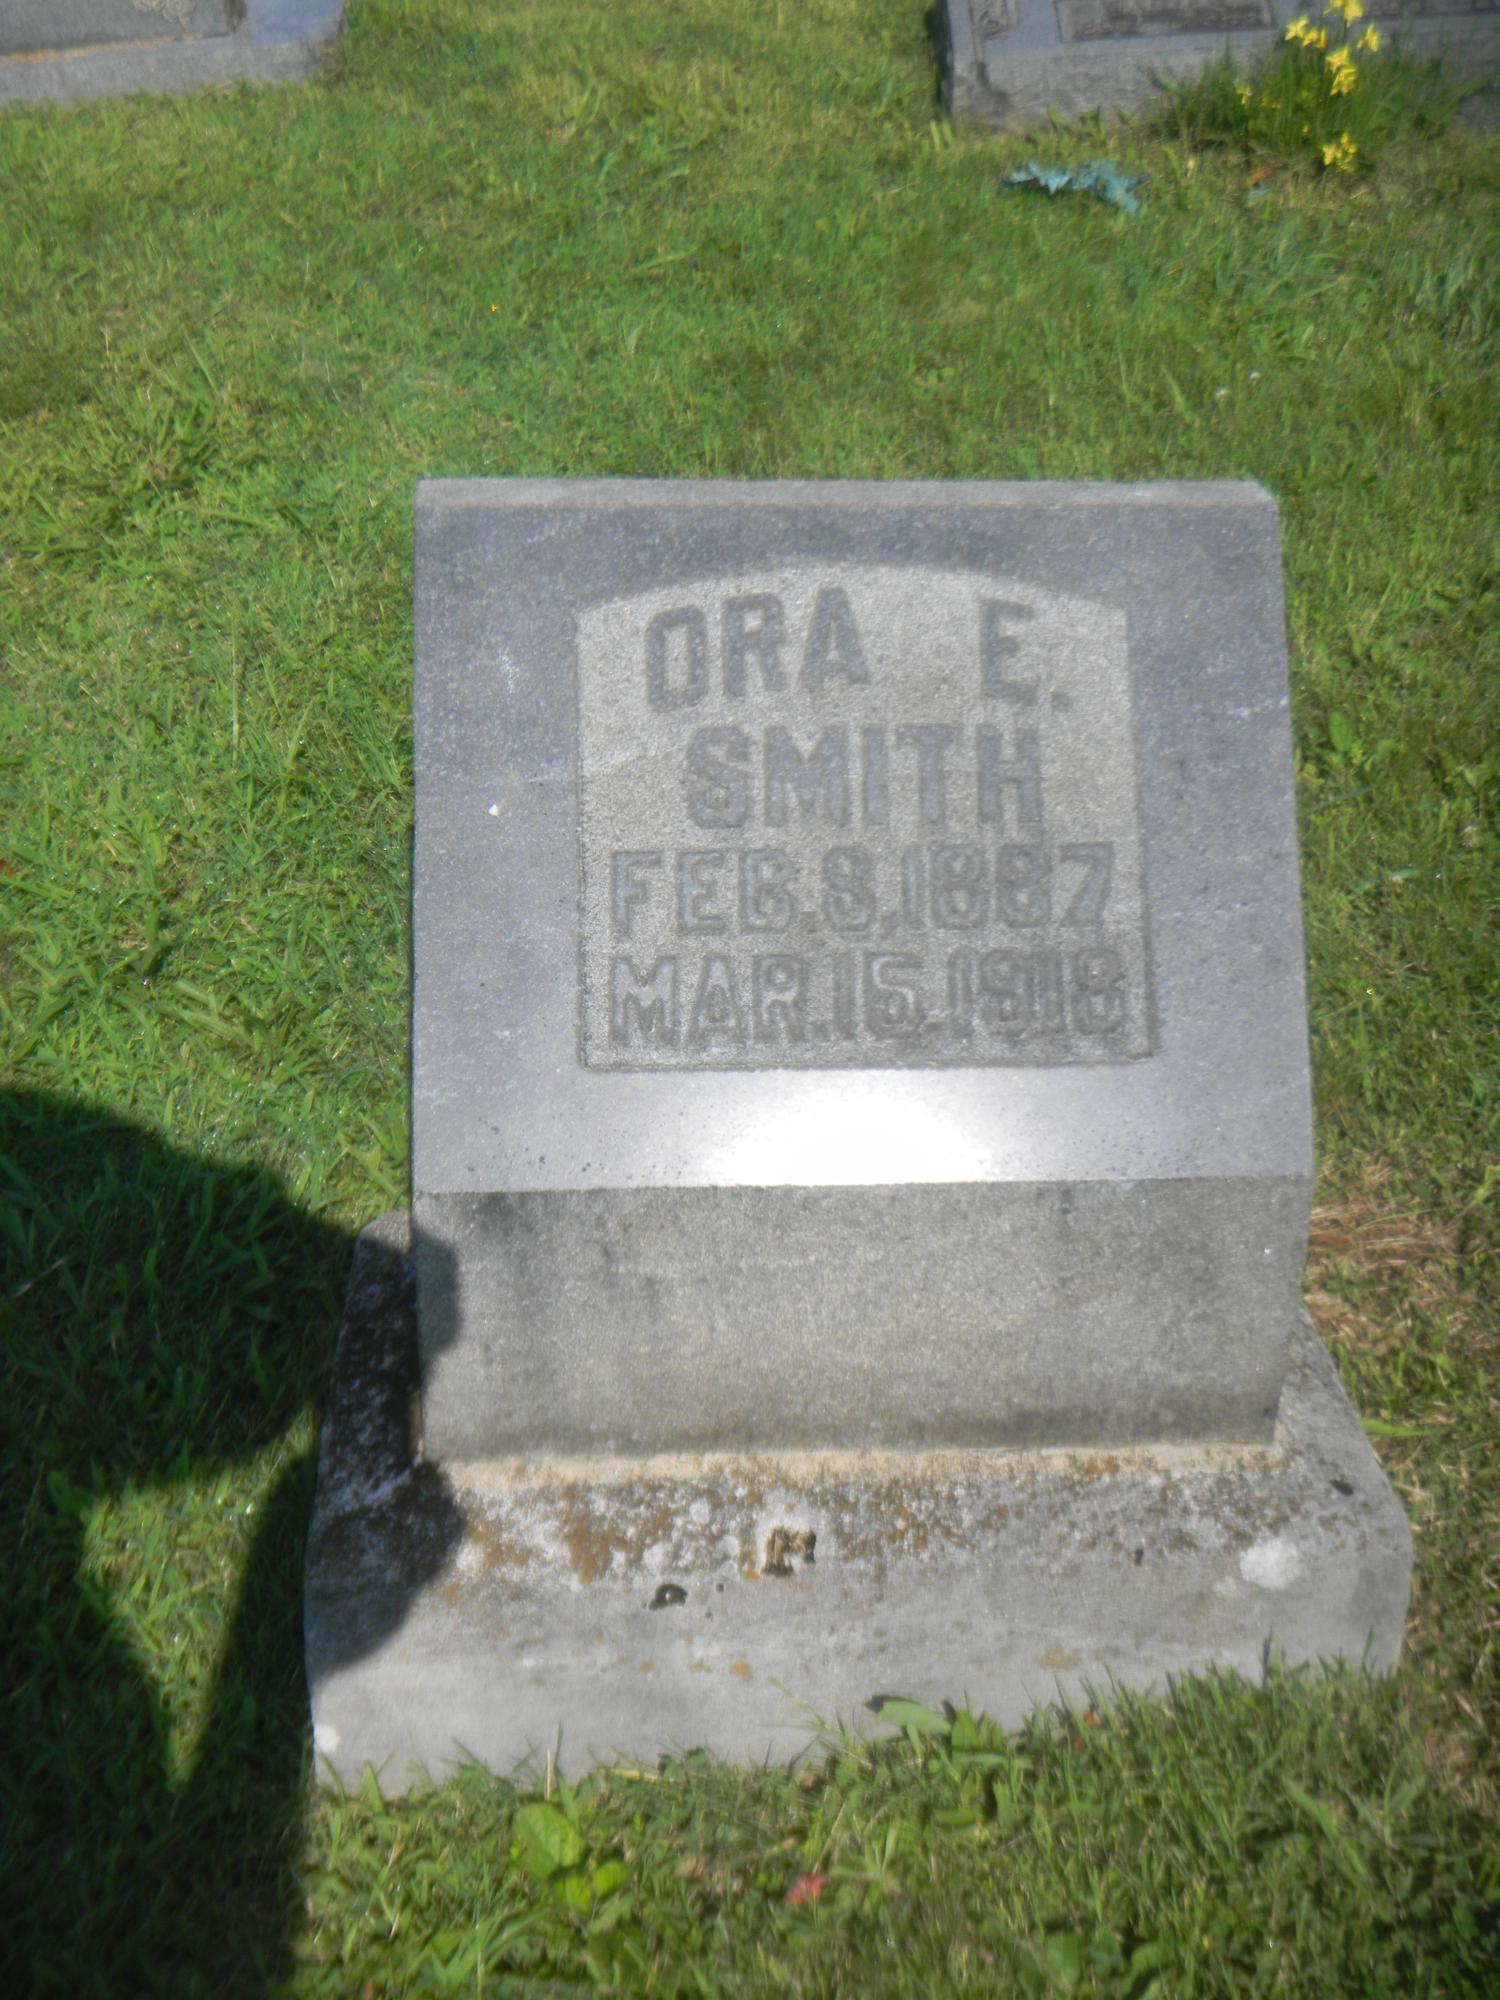 ORA E.
SMITH
FEB. 8, 1887
MAR. 15, 1918